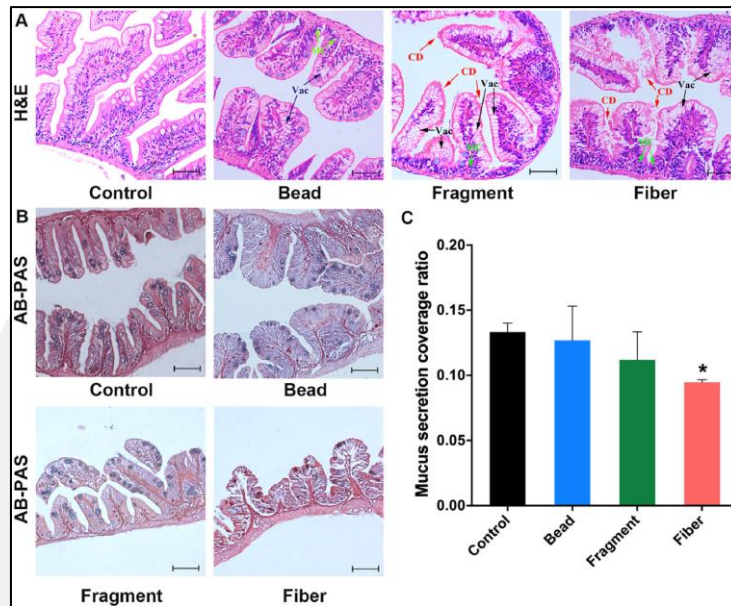 A
H&E
Vac
CD
Vac
CD
Vac
CD
Vac
CD
Control
Bead
Fragment
Fiber
B
AB-PAS
Control
Bead
AB-PAS
Fragment
Fiber
C
Mucus secretion coverage ratio
0.20
0.15
0.10
0.05
0.00
*
Control
Bead
Fragment
Fiber